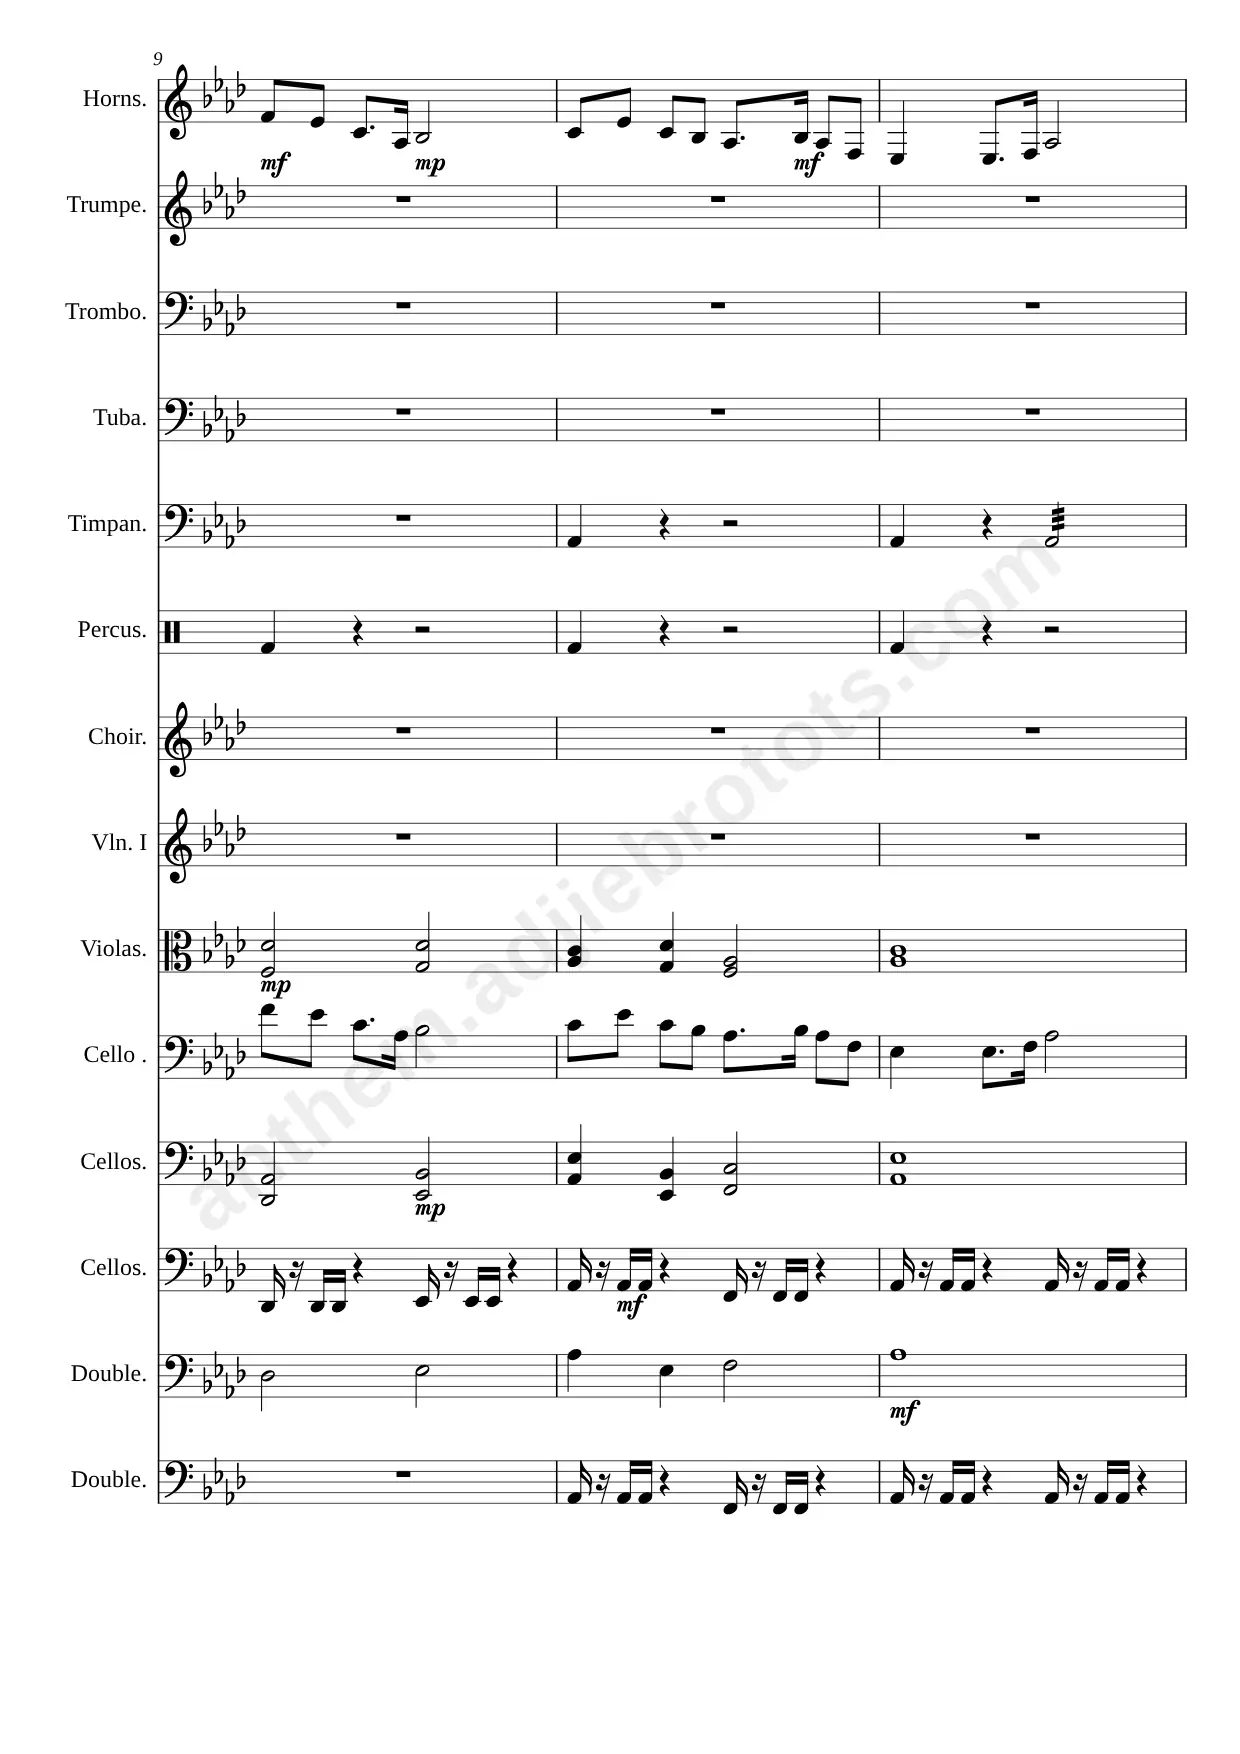 9
Horns.
mf mp mf
Trumpe.
Trombo.
Tuba.
Timpan.
Percus.
Choir.
Vln. I
Violas.
mp
Cello .
Cellos.
mp
Cellos.
mf
Double.
mf
Double.
anthem.adjiebrotots.com